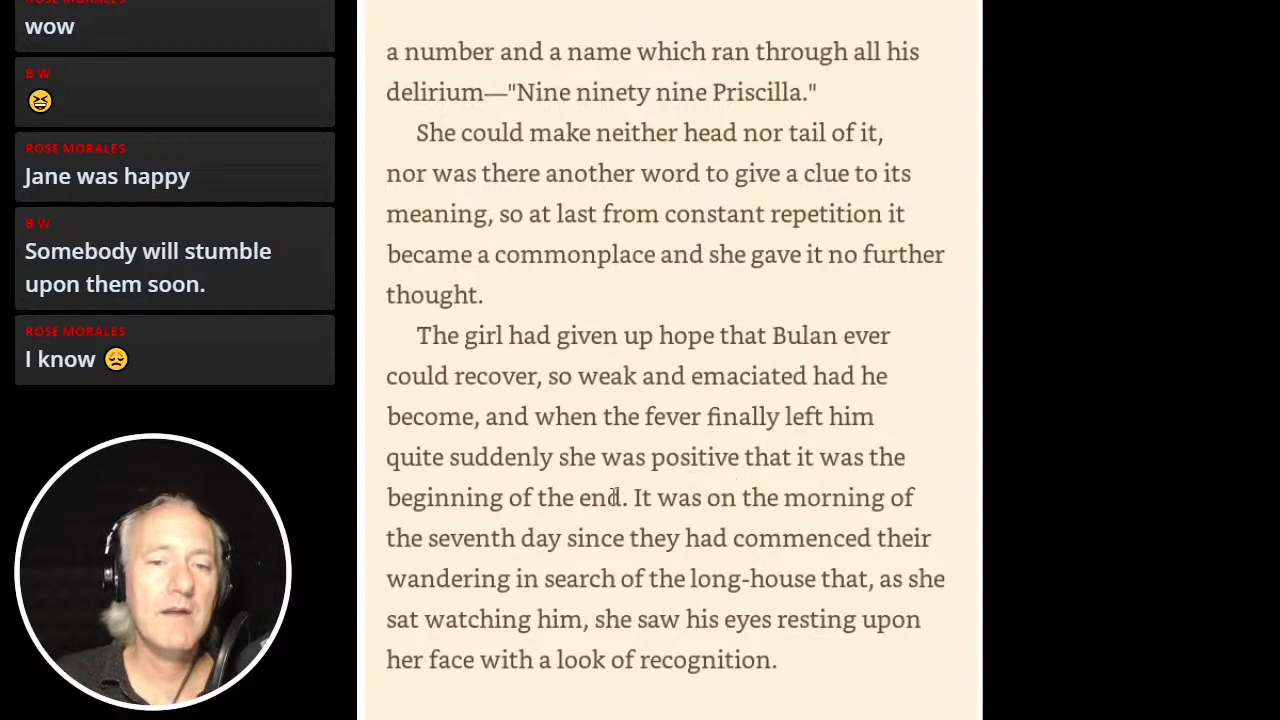 ROSE MORALES
wow
B W
ROSE MORALES
Jane was happy
B W
Somebody will stumble
upon them soon.
ROSE MORALES
I know 😔
a number and a name which ran through all his
delirium—"Nine ninety nine Priscilla."
She could make neither head nor tail of it,
nor was there another word to give a clue to its
meaning, so at last from constant repetition it
became a commonplace and she gave it no further
thought.
The girl had given up hope that Bulan ever
could recover, so weak and emaciated had he
become, and when the fever finally left him
quite suddenly she was positive that it was the
beginning of the end. It was on the morning of
the seventh day since they had commenced their
wandering in search of the long-house that, as she
sat watching him, she saw his eyes resting upon
her face with a look of recognition.